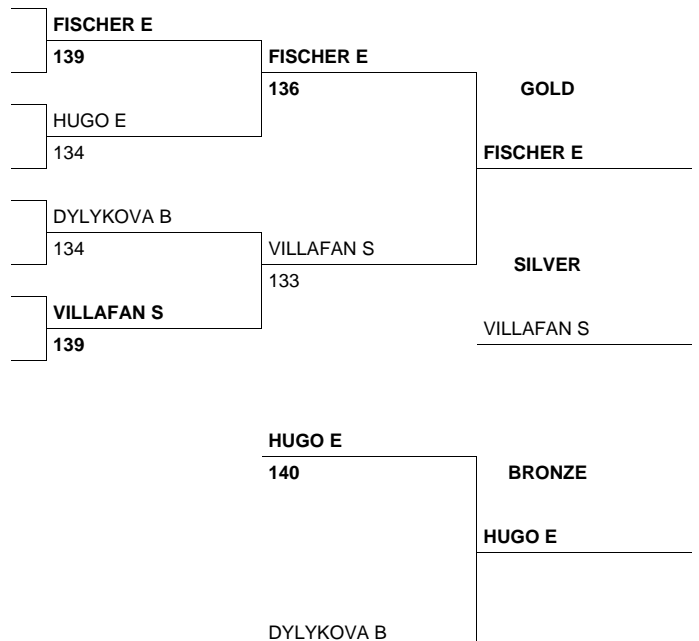 FISCHER E
139
HUGO E
134
DYLYKOVA B
134
VILLAFAN S
139
FISCHER E
136
VILLAFAN S
133
GOLD
FISCHER E
SILVER
VILLAFAN S
HUGO E
140
DYLYKOVA B
BRONZE
HUGO E